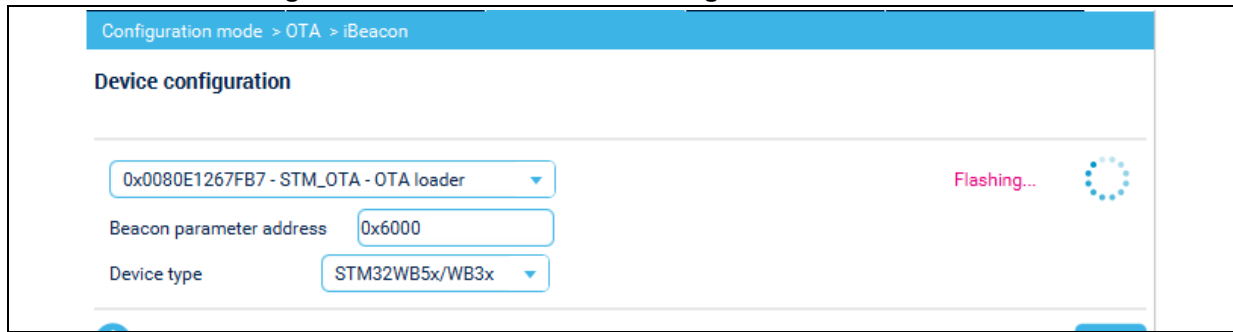 Configuration mode > OTA > iBeacon
Device configuration
0x0080E1267FB7 - STM_OTA - OTA loader
Flashing...
Beacon parameter address 0x6000
Device type STM32WB5x/WB3x